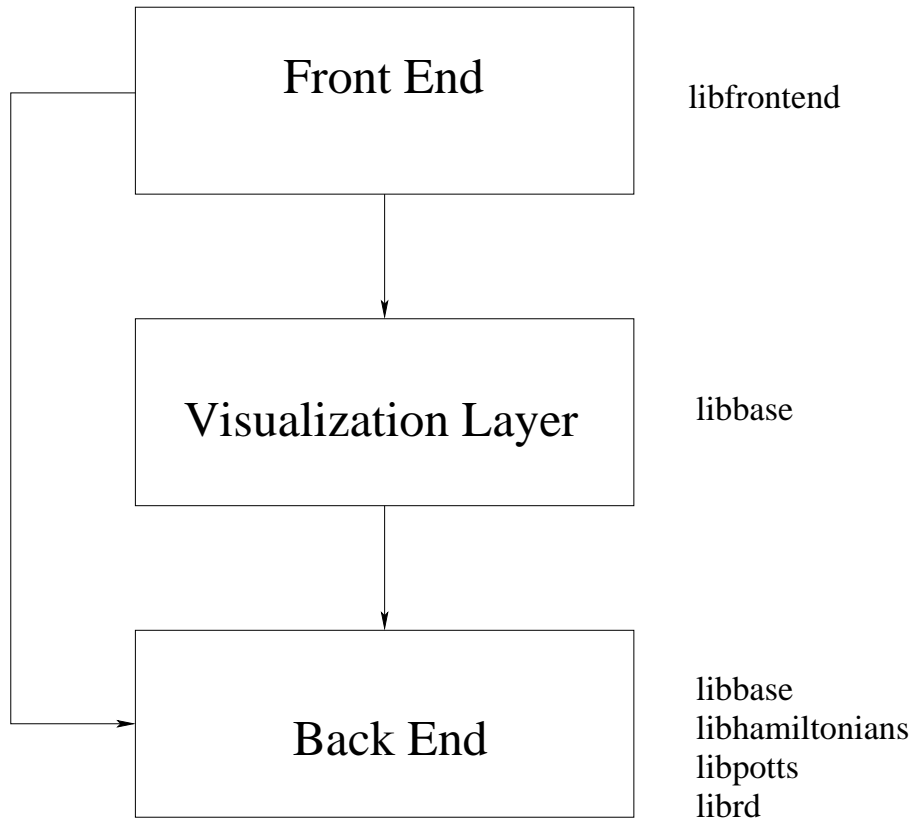 Front End
libfrontend
Visualization Layer
libbase
Back End
libbase
libhamiltonians
libpotts
librd